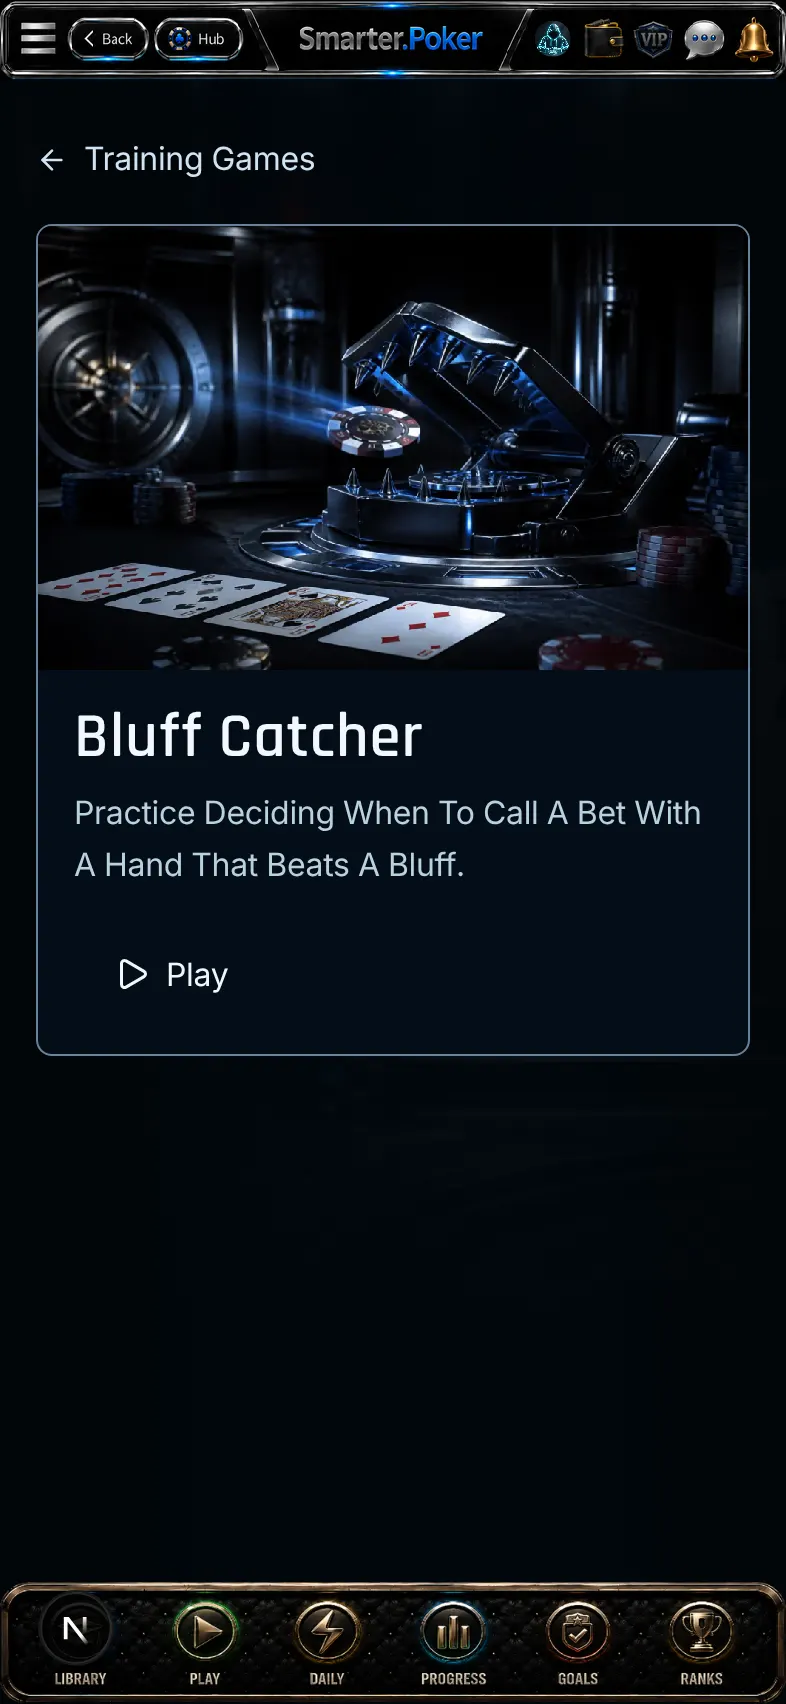 Back
Hub
Smarter.Poker
VIP
Training Games
Bluff Catcher
Practice Deciding When To Call A Bet With
A Hand That Beats A Bluff.
Play
N
LIBRARY
PLAY
DAILY
PROGRESS
GOALS
RANKS